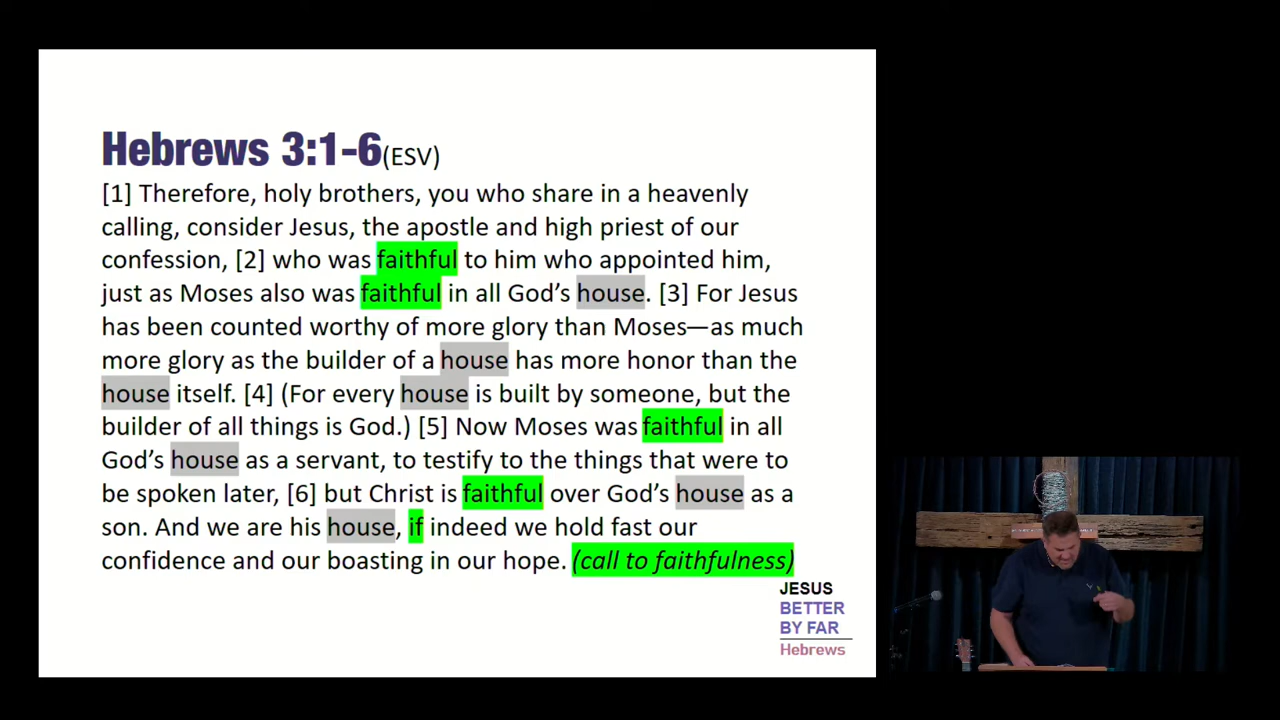 Hebrews 3:1-6(ESV)
[1] Therefore, holy brothers, you who share in a heavenly
calling, consider Jesus, the apostle and high priest of our
confession, [2] who was faithful to him who appointed him,
just as Moses also was faithful in all God’s house. [3] For Jesus
has been counted worthy of more glory than Moses—as much
more glory as the builder of a house has more honor than the
house itself. [4] (For every house is built by someone, but the
builder of all things is God.) [5] Now Moses was faithful in all
God’s house as a servant, to testify to the things that were to
be spoken later, [6] but Christ is faithful over God’s house as a
son. And we are his house, if indeed we hold fast our
confidence and our boasting in our hope. (call to faithfulness)
JESUS
BETTER
BY FAR
Hebrews